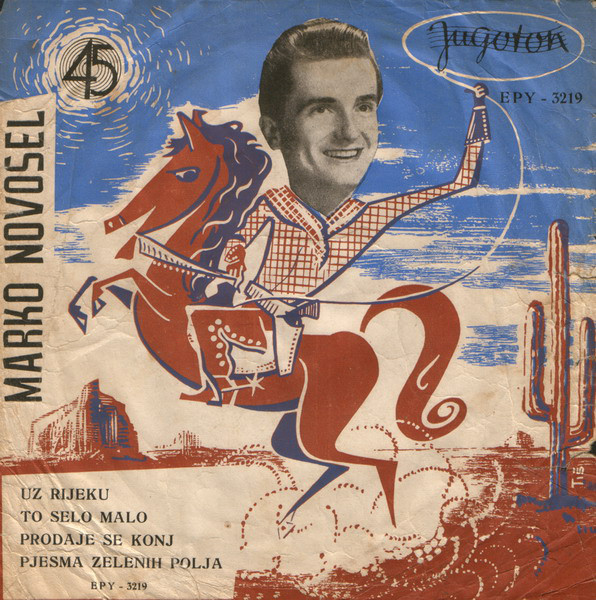 45
Jugoton
EPY - 3219
MARKO NOVOSEL
UZ RIJEKU
TO SELO MALO
PRODAJE SE KONJ
PJESMA ZELENIH POLJA
EPY - 3219